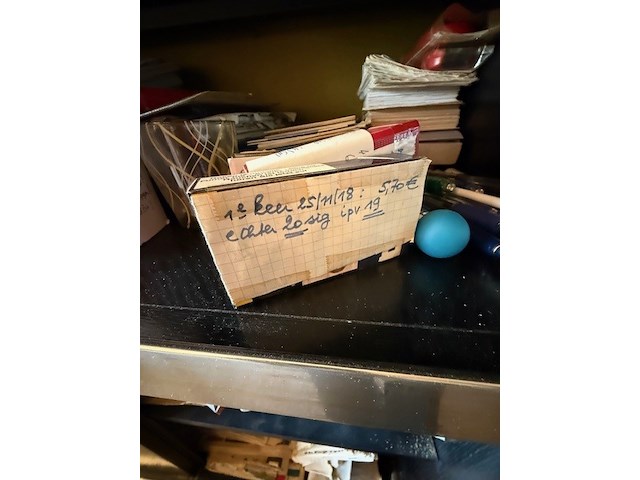 1e keer 25/11/18: 5,70€
echter 20 sig ipv 19